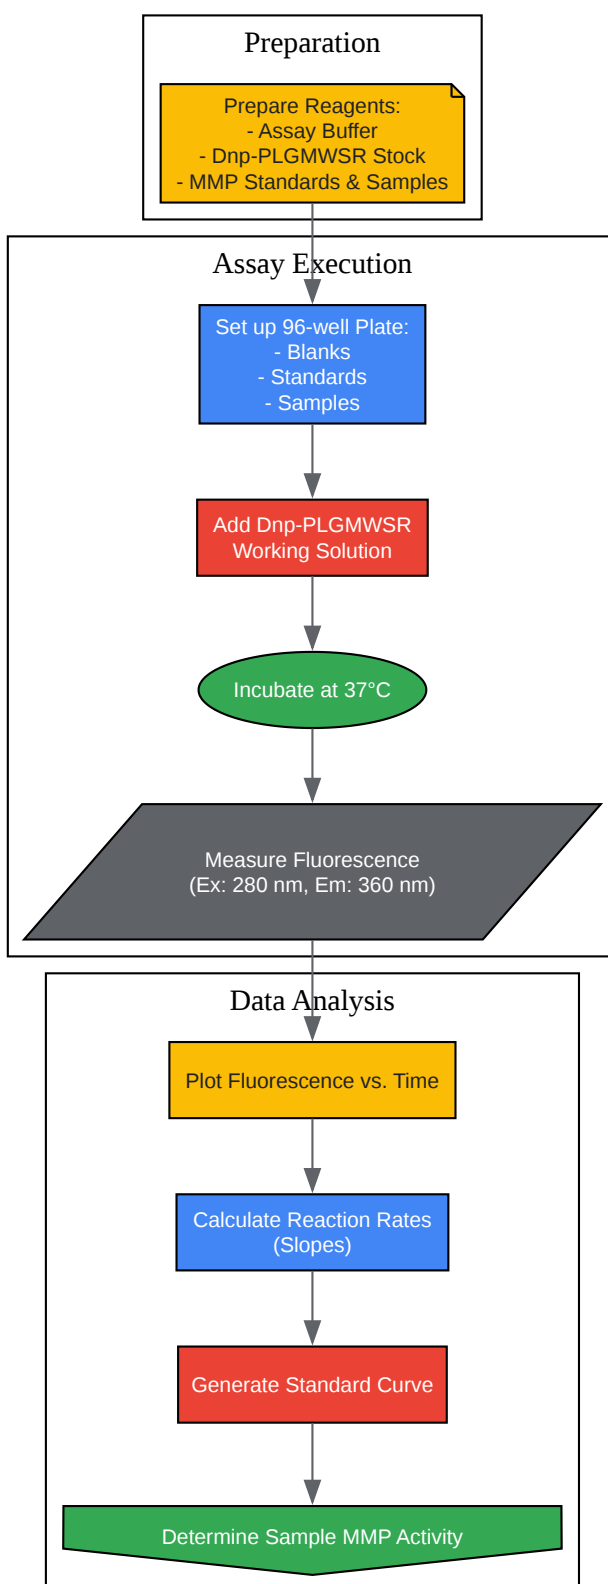 Preparation
Prepare Reagents:
- Assay Buffer
- Dnp-PLGMWSR Stock
- MMP Standards & Samples
Assay Execution
Set up 96-well Plate:
- Blanks
- Standards
- Samples
Add Dnp-PLGMWSR
Working Solution
Incubate at 37°C
Measure Fluorescence
(Ex: 280 nm, Em: 360 nm)
Data Analysis
Plot Fluorescence vs. Time
Calculate Reaction Rates
(Slopes)
Generate Standard Curve
Determine Sample MMP Activity